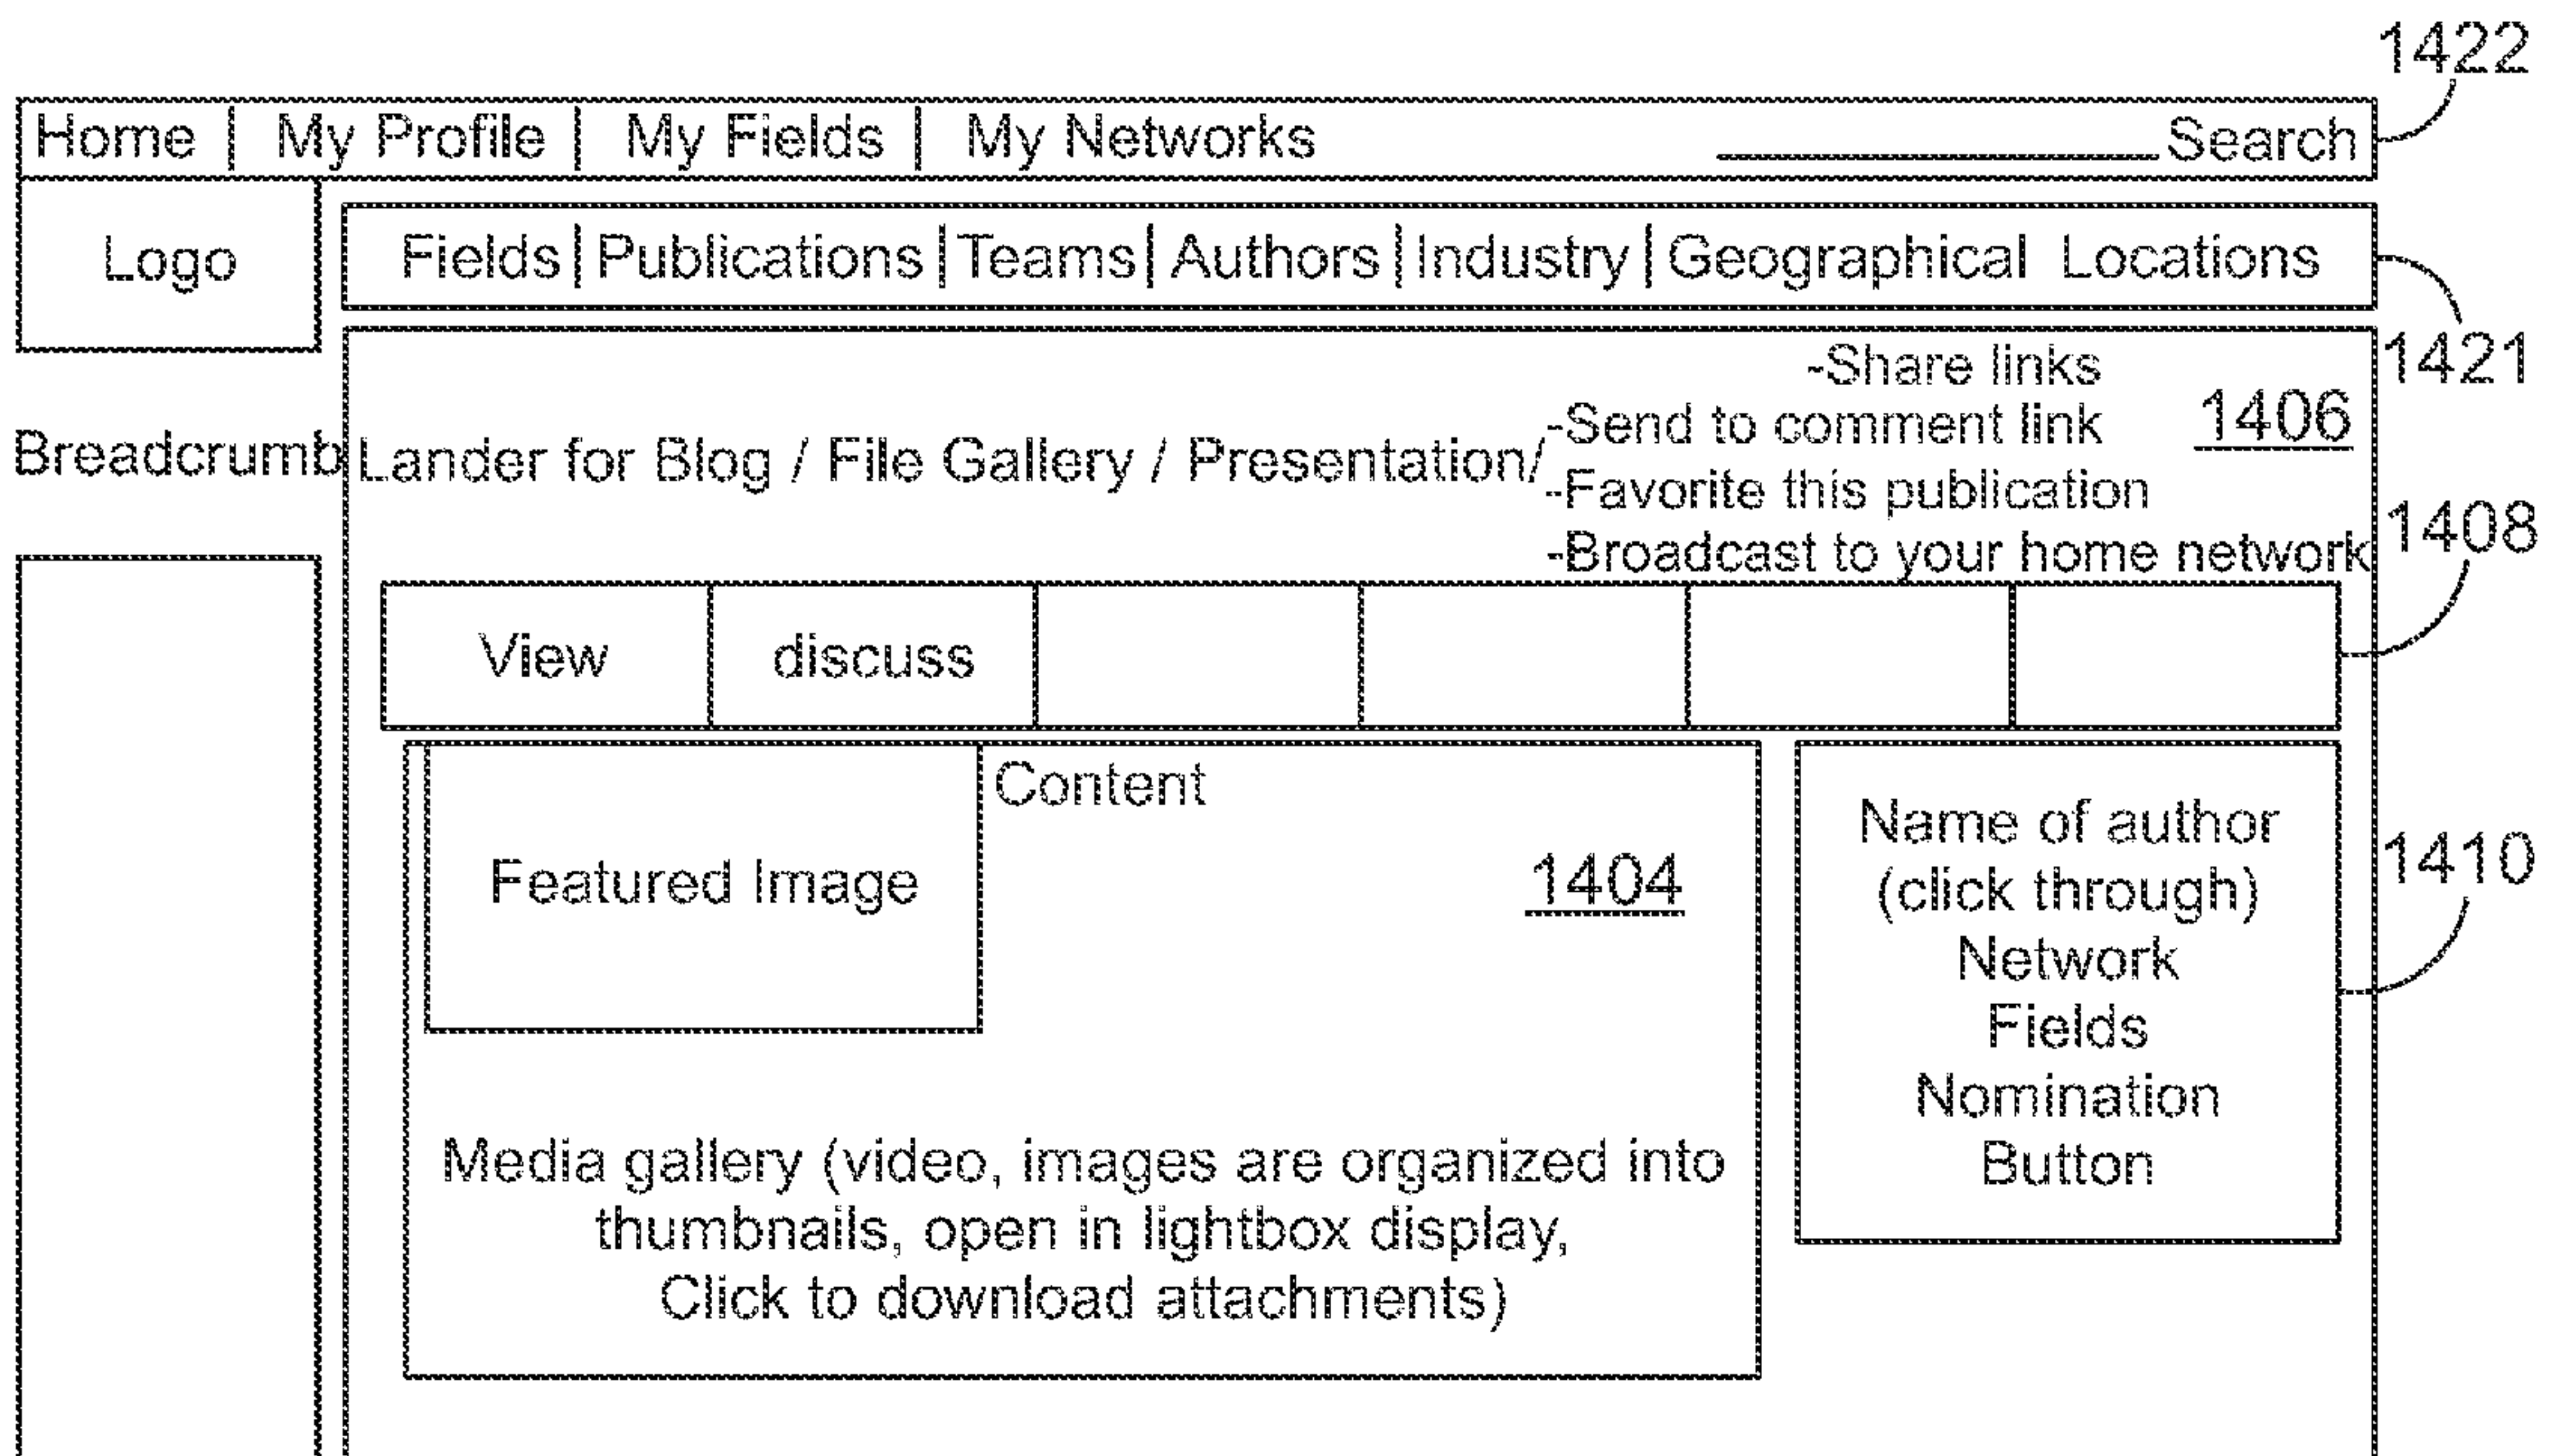 1422
Home | My Profile | My Fields | My Networks Search
Logo
Fields | Publications | Teams | Authors | Industry | Geographical Locations
1421
-Share links
1406
-Send to comment link
Breadcrumb
Lander for Blog / File Gallery / Presentation/
-Favorite this publication
-Broadcast to your home network
1408
View discuss
Content
Featured Image
1404
Name of author
(click through)
Network
Fields
Nomination
Button
1410
Media gallery (video, images are organized into
thumbnails, open in lightbox display,
Click to download attachments)